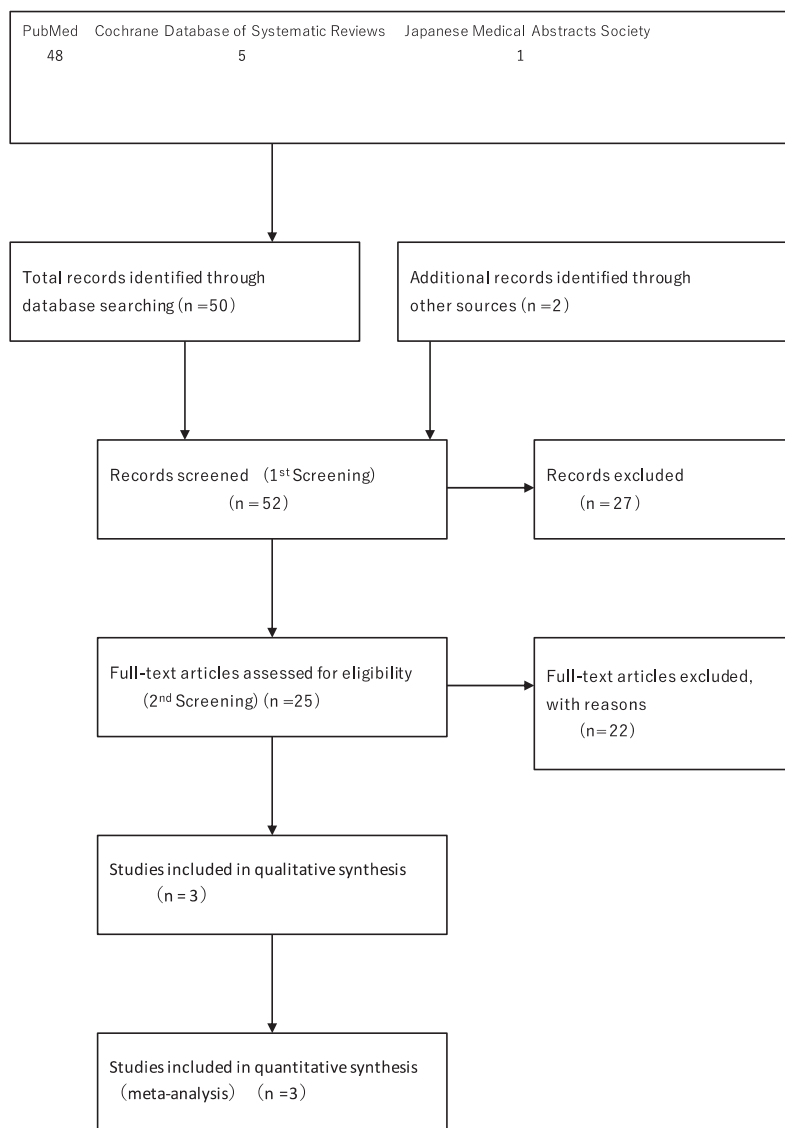 PubMed Cochrane Database of Systematic Reviews Japanese Medical Abstracts Society
48 5 1
Total records identified through
database searching (n =50)
Additional records identified through
other sources (n =2)
Records screened (1st Screening)
(n = 52)
Records excluded
(n = 27)
Full-text articles assessed for eligibility
(2nd Screening) (n =25)
Full-text articles excluded,
with reasons
(n=22)
Studies included in qualitative synthesis
(n = 3)
Studies included in quantitative synthesis
(meta-analysis) (n =3)